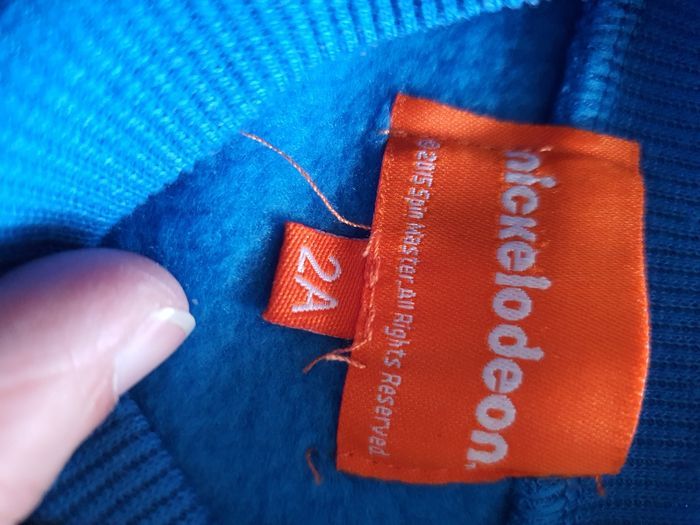 nickelodeon
©2015 Spin Master. All Rights Reserved
2A